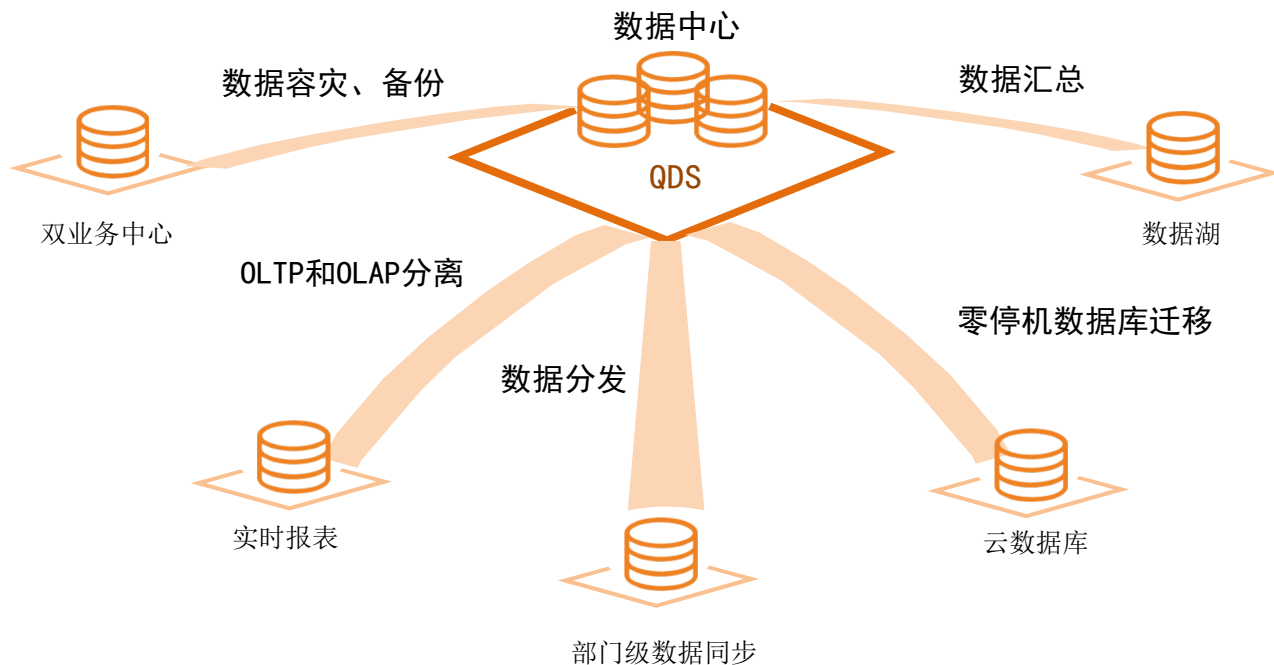 数据中心
数据容灾、备份
数据汇总
QDS
双业务中心
数据湖
OLTP和OLAP分离
零停机数据库迁移
数据分发
实时报表
云数据库
部门级数据同步